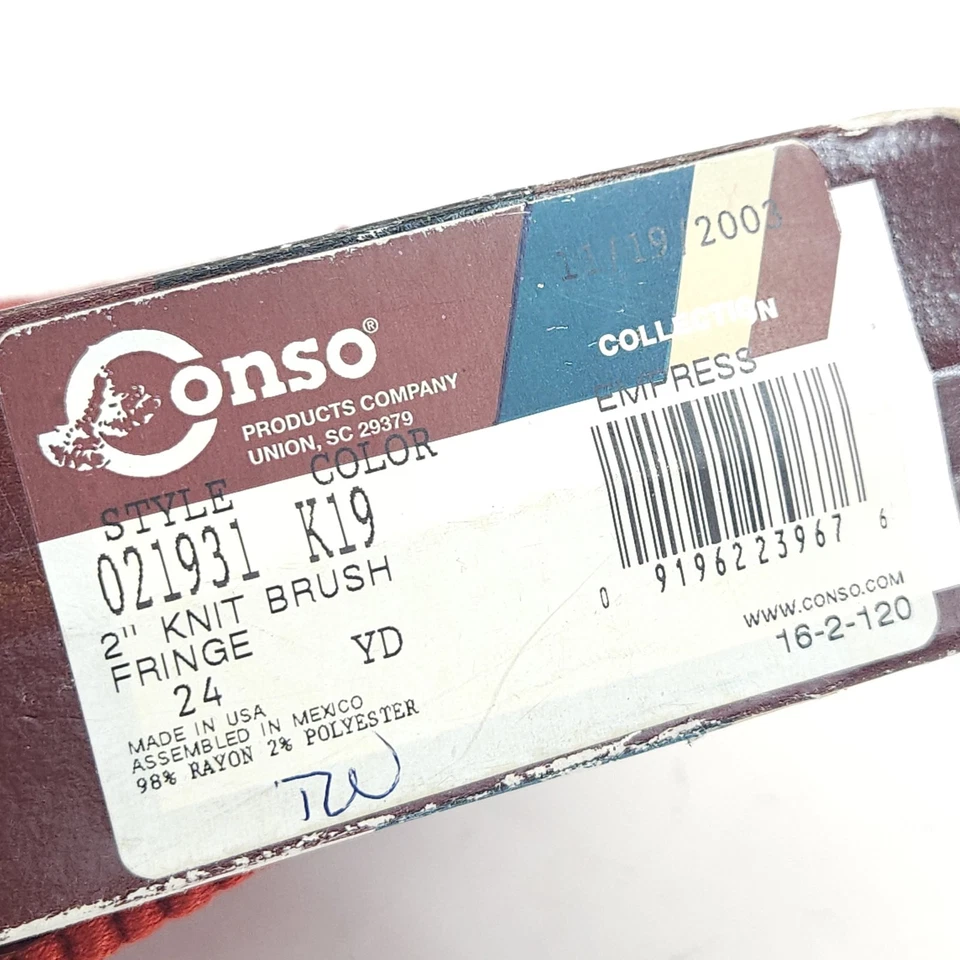 Conso®
PRODUCTS COMPANY
UNION, SC 29379
11/19/2003
COLLECTION
EMPRESS
STYLE COLOR
021931 K19
2" KNIT BRUSH
FRINGE
24 YD
MADE IN USA
ASSEMBLED IN MEXICO
98% RAYON 2% POLYESTER
0 9196223967 6
WWW.CONSO.COM
16-2-120